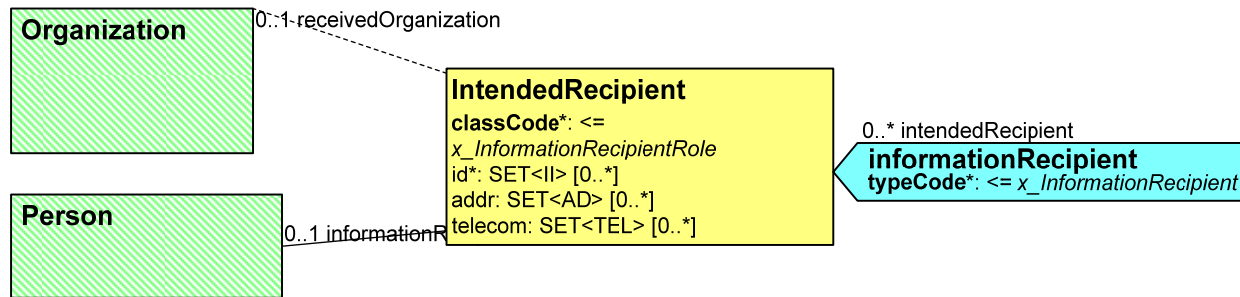 Organization
0..1 receivedOrganization
IntendedRecipient
classCode*: <=
x_InformationRecipientRole
id*: SET<II> [0..*]
addr: SET<AD> [0..*]
telecom: SET<TEL> [0..*]
0..* intendedRecipient
informationRecipient
typeCode*: <= x_InformationRecipient
Person
0..1 informationR